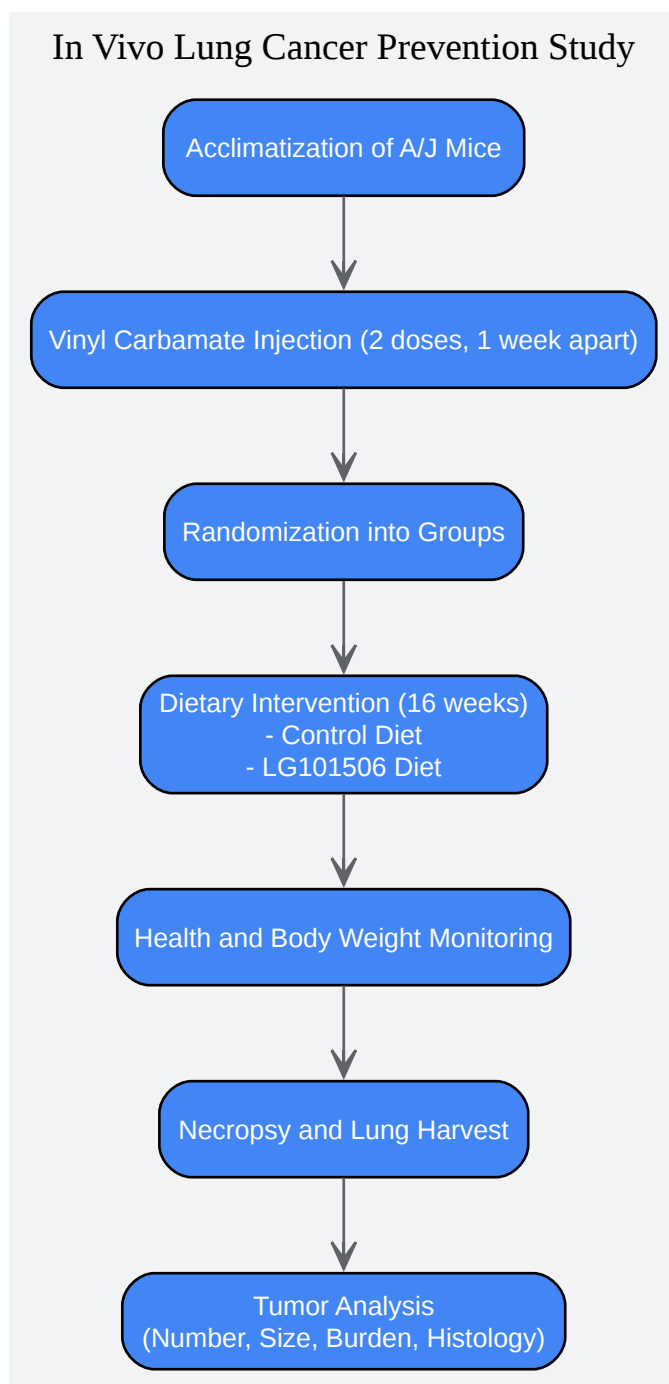 In Vivo Lung Cancer Prevention Study
Acclimatization of A/J Mice
Vinyl Carbamate Injection (2 doses, 1 week apart)
Randomization into Groups
Dietary Intervention (16 weeks)
- Control Diet
- LG101506 Diet
Health and Body Weight Monitoring
Necropsy and Lung Harvest
Tumor Analysis
(Number, Size, Burden, Histology)